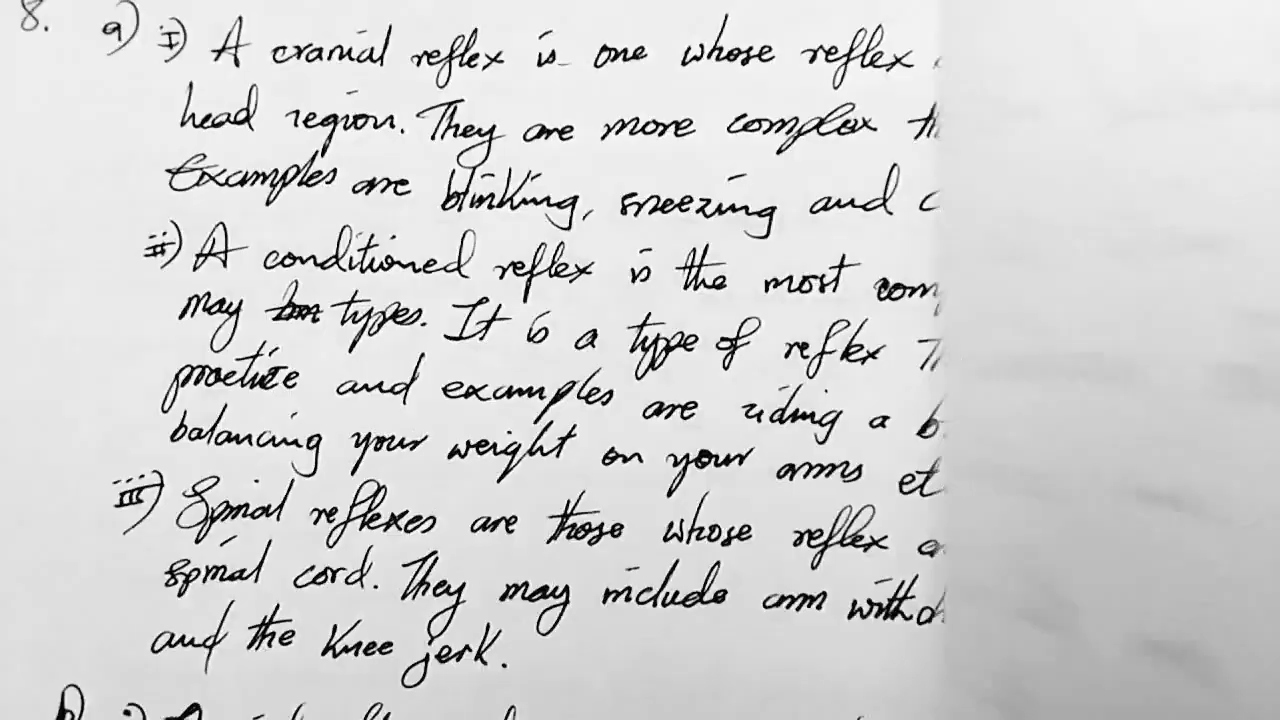 8. a) i) A cranial reflex is one whose reflex
head region. They are more complex
Examples are blinking, sneezing and
ii) A conditioned reflex is the most com
may types. It is a type of reflex
practice and examples are riding a b
balancing your weight on your arms et
iii) Spinal reflexes are those whose reflex a
spinal cord. They may include arm withd
and the knee jerk.
b i)